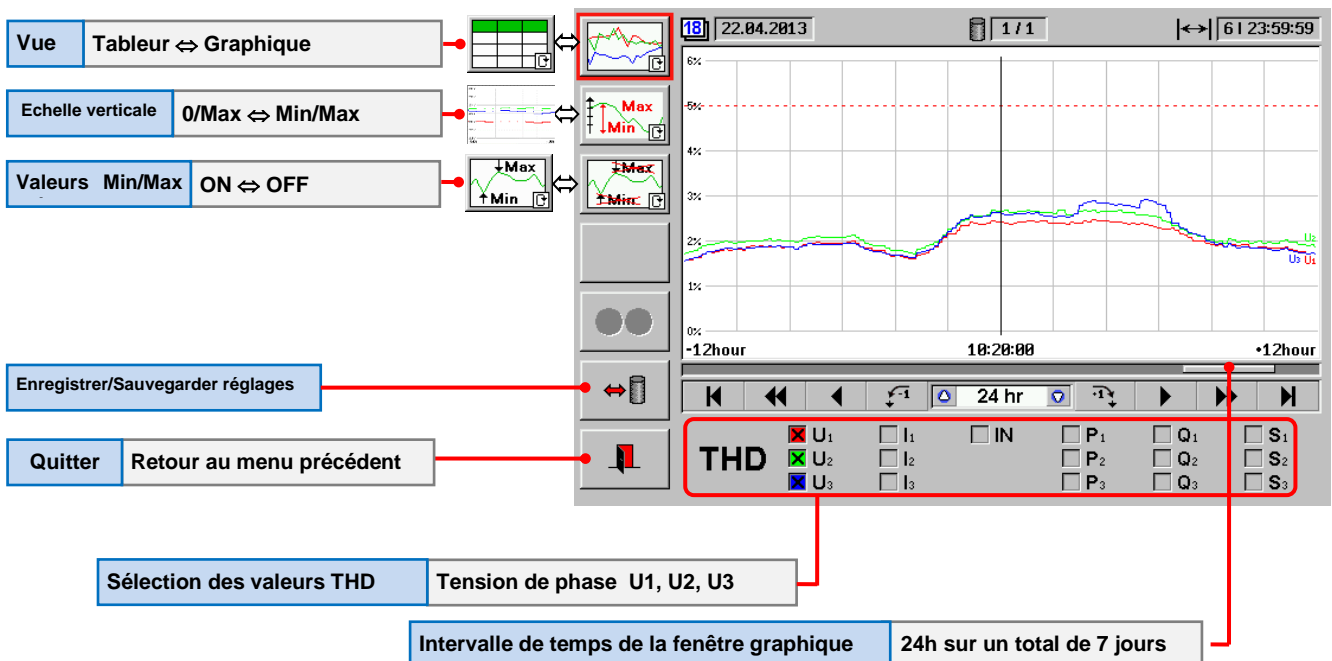 Vue Tableur ⇔ Graphique
Echelle verticale 0/Max ⇔ Min/Max
Valeurs Min/Max ON ⇔ OFF
Enregistrer/Sauvegarder réglages
Quitter Retour au menu précédent
⇔
⇔ Max Min
Max Min ⇔ Max Min
18 22.04.2013 1 / 1 |↔| 6 | 23:59:59
6%
5%
4%
3%
2%
1%
0%
U2
U3 U1
-12hour 10:20:00 +12hour
-1 24 hr +1
THD
U1 I1 IN P1 Q1 S1
U2 I2 P2 Q2 S2
U3 I3 P3 Q3 S3
Sélection des valeurs THD Tension de phase U1, U2, U3
Intervalle de temps de la fenêtre graphique 24h sur un total de 7 jours